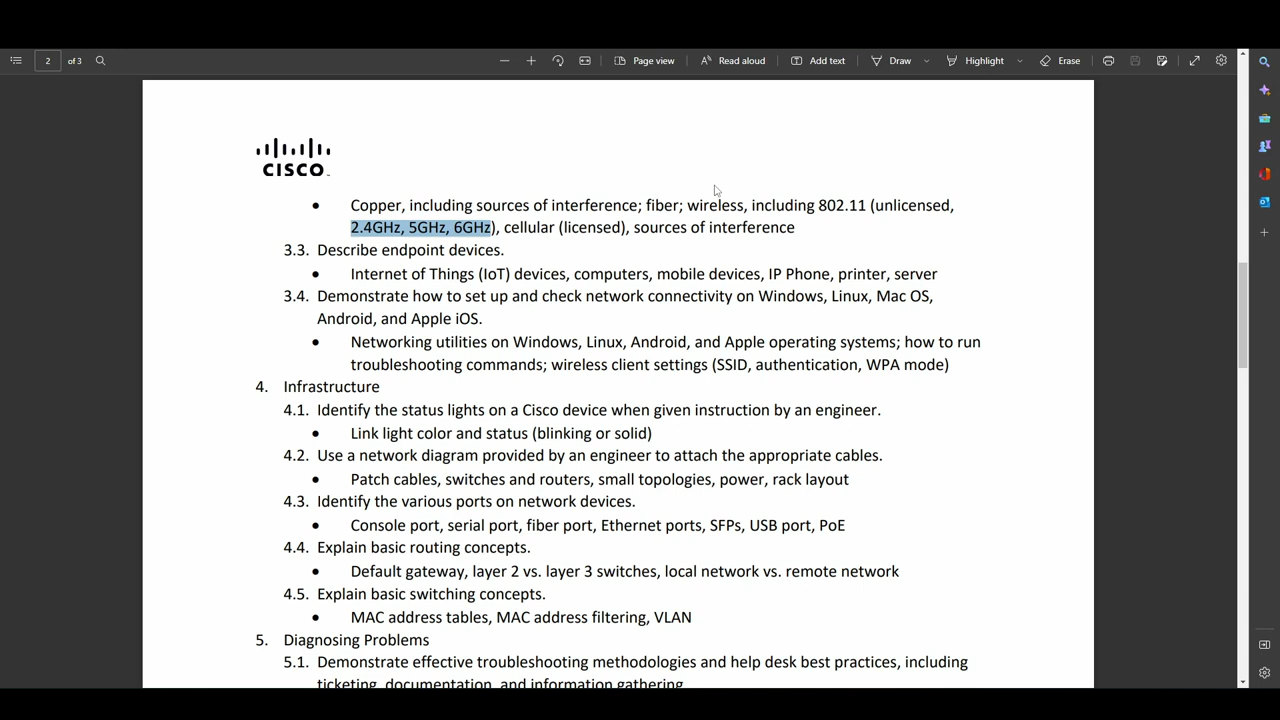 2 of 3 Page view Read aloud Add text Draw Highlight Erase
CISCO
• Copper, including sources of interference; fiber; wireless, including 802.11 (unlicensed,
2.4GHz, 5GHz, 6GHz), cellular (licensed), sources of interference
3.3. Describe endpoint devices.
• Internet of Things (IoT) devices, computers, mobile devices, IP Phone, printer, server
3.4. Demonstrate how to set up and check network connectivity on Windows, Linux, Mac OS,
Android, and Apple iOS.
• Networking utilities on Windows, Linux, Android, and Apple operating systems; how to run
troubleshooting commands; wireless client settings (SSID, authentication, WPA mode)
4. Infrastructure
4.1. Identify the status lights on a Cisco device when given instruction by an engineer.
• Link light color and status (blinking or solid)
4.2. Use a network diagram provided by an engineer to attach the appropriate cables.
• Patch cables, switches and routers, small topologies, power, rack layout
4.3. Identify the various ports on network devices.
• Console port, serial port, fiber port, Ethernet ports, SFPs, USB port, PoE
4.4. Explain basic routing concepts.
• Default gateway, layer 2 vs. layer 3 switches, local network vs. remote network
4.5. Explain basic switching concepts.
• MAC address tables, MAC address filtering, VLAN
5. Diagnosing Problems
5.1. Demonstrate effective troubleshooting methodologies and help desk best practices, including
ticketing, documentation, and information gathering